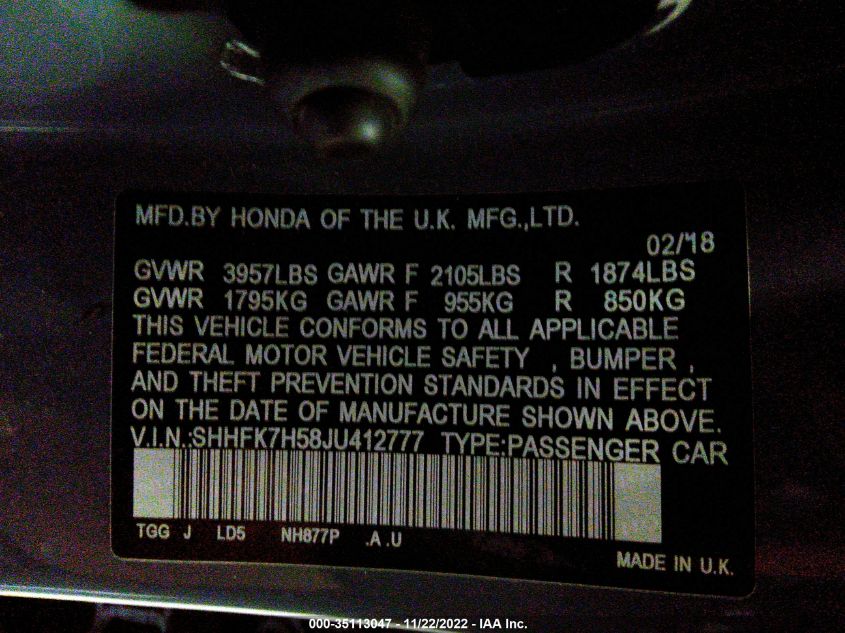 MFD.BY HONDA OF THE U.K. MFG.,LTD.
02/18
GVWR 3957LBS GAWR F 2105LBS R 1874LBS
GVWR 1795KG GAWR F 955KG R 850KG
THIS VEHICLE CONFORMS TO ALL APPLICABLE
FEDERAL MOTOR VEHICLE SAFETY , BUMPER ,
AND THEFT PREVENTION STANDARDS IN EFFECT
ON THE DATE OF MANUFACTURE SHOWN ABOVE.
V.I.N.:SHHFK7H58JU412777 TYPE:PASSENGER CAR
TGG J LD5 NH877P .A .U
MADE IN U.K.
000-35113047 - 11/22/2022 - IAA Inc.